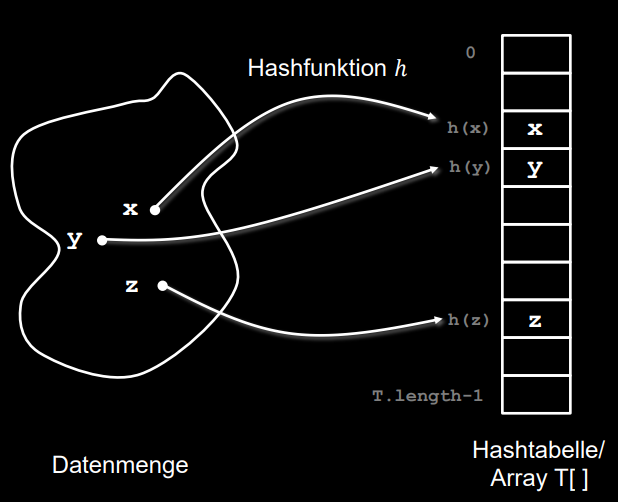 Hashfunktion h
0
h(x) x
h(y) y
x
y
z
h(z) z
T.length-1
Datenmenge
Hashtabelle/
Array T[ ]